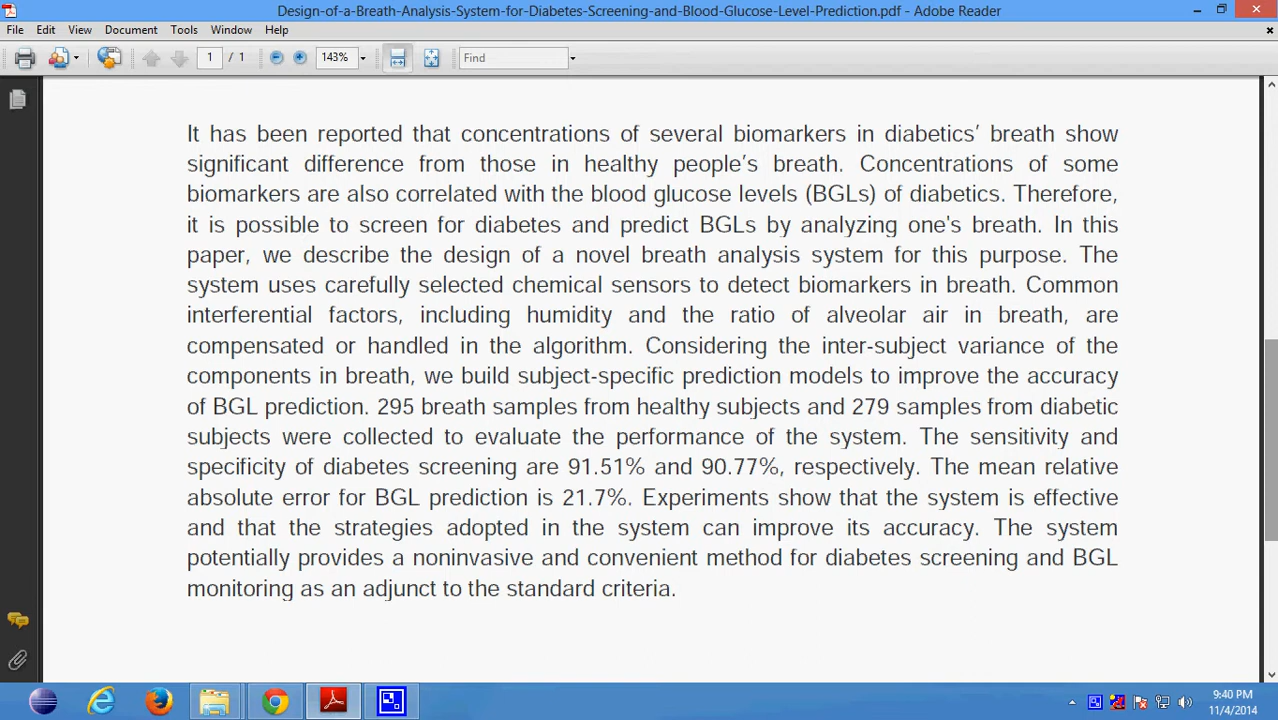 Design-of-a-Breath-Analysis-System-for-Diabetes-Screening-and-Blood-Glucose-Level-Prediction.pdf - Adobe Reader
File Edit View Document Tools Window Help
1 / 1 143% Find
It has been reported that concentrations of several biomarkers in diabetics’ breath show
significant difference from those in healthy people’s breath. Concentrations of some
biomarkers are also correlated with the blood glucose levels (BGLs) of diabetics. Therefore,
it is possible to screen for diabetes and predict BGLs by analyzing one's breath. In this
paper, we describe the design of a novel breath analysis system for this purpose. The
system uses carefully selected chemical sensors to detect biomarkers in breath. Common
interferential factors, including humidity and the ratio of alveolar air in breath, are
compensated or handled in the algorithm. Considering the inter-subject variance of the
components in breath, we build subject-specific prediction models to improve the accuracy
of BGL prediction. 295 breath samples from healthy subjects and 279 samples from diabetic
subjects were collected to evaluate the performance of the system. The sensitivity and
specificity of diabetes screening are 91.51% and 90.77%, respectively. The mean relative
absolute error for BGL prediction is 21.7%. Experiments show that the system is effective
and that the strategies adopted in the system can improve its accuracy. The system
potentially provides a noninvasive and convenient method for diabetes screening and BGL
monitoring as an adjunct to the standard criteria.
9:40 PM
11/4/2014